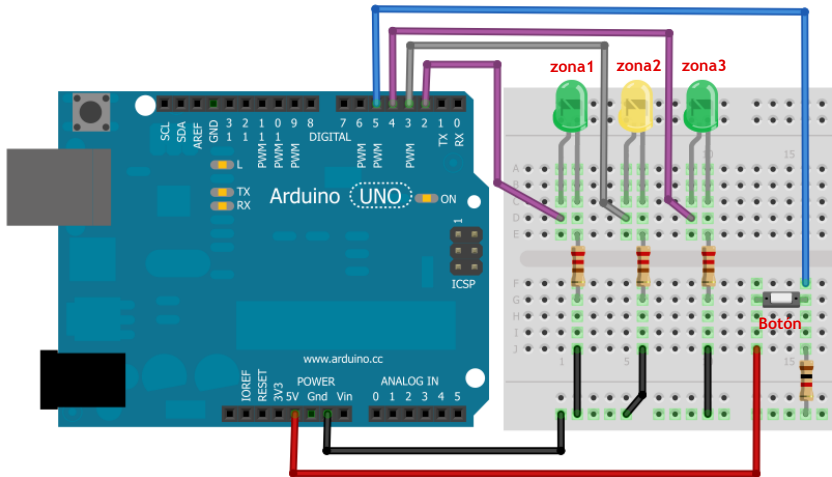 zona1 zona2 zona3
SCL
SDA
AREF
GND
13
12
PWM 11
PWM 10
PWM 9
8
DIGITAL
7
PWM 6
PWM 5
4
PWM 3
2
TX 1
RX 0
L
TX
RX
Arduino UNO
ON
1
ICSP
www.arduino.cc
POWER
ANALOG IN
IOREF
RESET
3V3
5V
Gnd
Vin
0 1 2 3 4 5
A
B
C
D
E
F
G
H
I
J
10
15
Botón
1
5
15